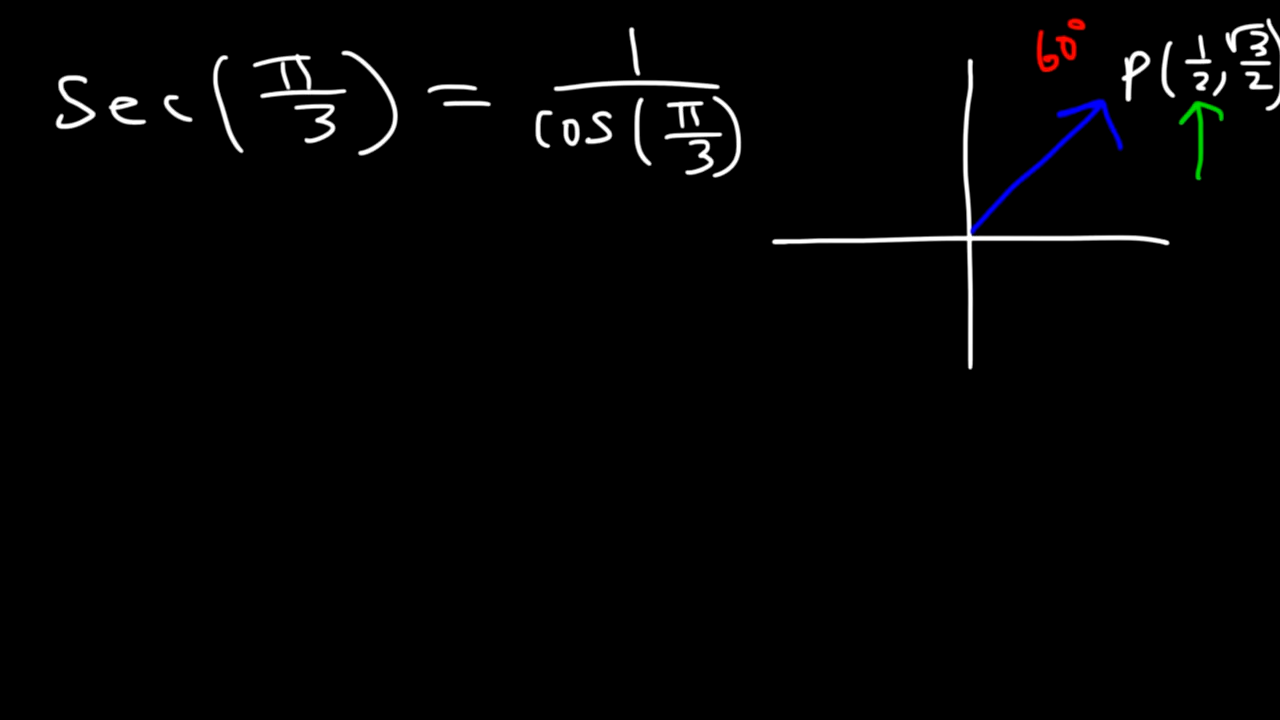 Sec(π/3) = 1/cos(π/3)
60°
P(1/2, √3/2)